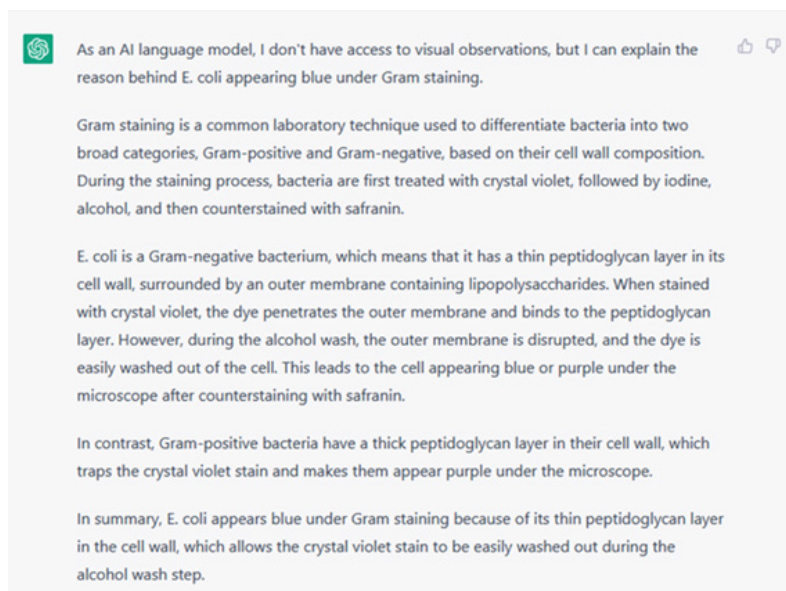 As an AI language model, I don't have access to visual observations, but I can explain the
reason behind E. coli appearing blue under Gram staining.
Gram staining is a common laboratory technique used to differentiate bacteria into two
broad categories, Gram-positive and Gram-negative, based on their cell wall composition.
During the staining process, bacteria are first treated with crystal violet, followed by iodine,
alcohol, and then counterstained with safranin.
E. coli is a Gram-negative bacterium, which means that it has a thin peptidoglycan layer in its
cell wall, surrounded by an outer membrane containing lipopolysaccharides. When stained
with crystal violet, the dye penetrates the outer membrane and binds to the peptidoglycan
layer. However, during the alcohol wash, the outer membrane is disrupted, and the dye is
easily washed out of the cell. This leads to the cell appearing blue or purple under the
microscope after counterstaining with safranin.
In contrast, Gram-positive bacteria have a thick peptidoglycan layer in their cell wall, which
traps the crystal violet stain and makes them appear purple under the microscope.
In summary, E. coli appears blue under Gram staining because of its thin peptidoglycan layer
in the cell wall, which allows the crystal violet stain to be easily washed out during the
alcohol wash step.